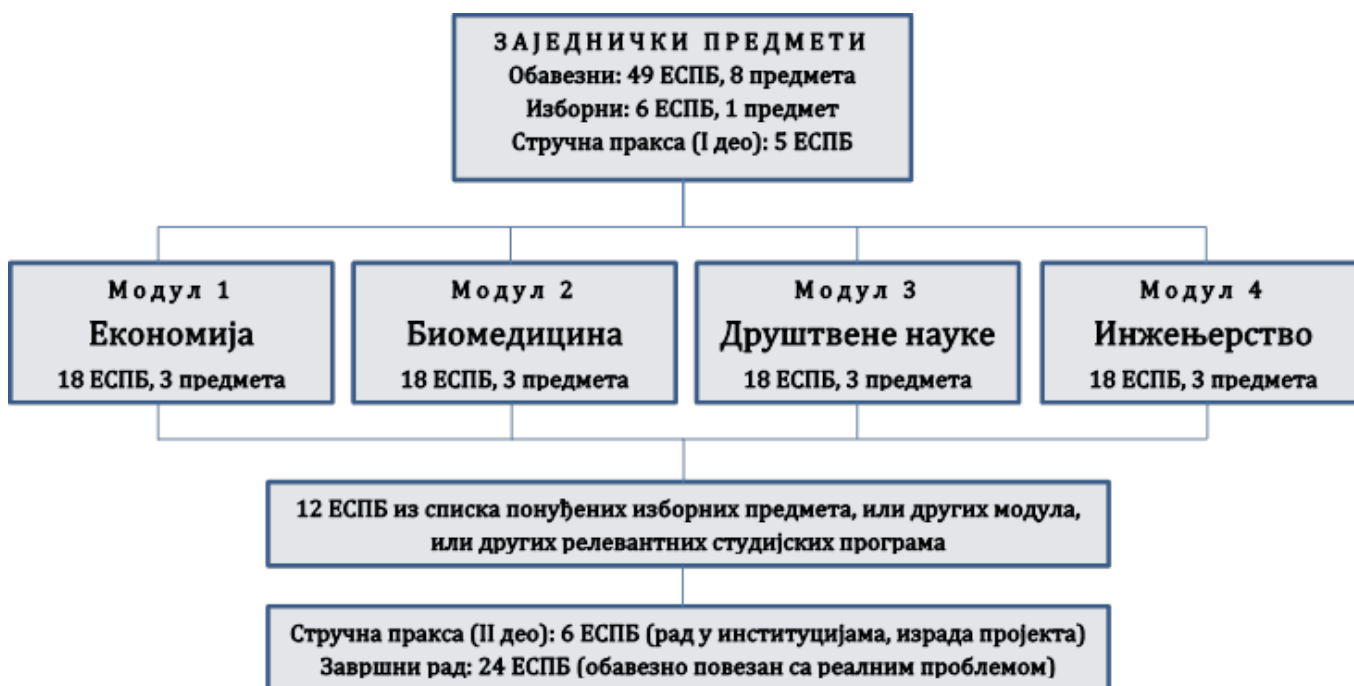 ЗАЈЕДНИЧКИ ПРЕДМЕТИ
Обавезни: 49 ЕСПБ, 8 предмета
Изборни: 6 ЕСПБ, 1 предмет
Стручна пракса (I део): 5 ЕСПБ
Модул 1
Економија
18 ЕСПБ, 3 предмета
Модул 2
Биомедицина
18 ЕСПБ, 3 предмета
Модул 3
Друштвене науке
18 ЕСПБ, 3 предмета
Модул 4
Инжењерство
18 ЕСПБ, 3 предмета
12 ЕСПБ из списка понуђених изборних предмета, или других модула,
или других релевантних студијских програма
Стручна пракса (II део): 6 ЕСПБ (рад у институцијама, израда пројекта)
Завршни рад: 24 ЕСПБ (обавезно повезан са реалним проблемом)